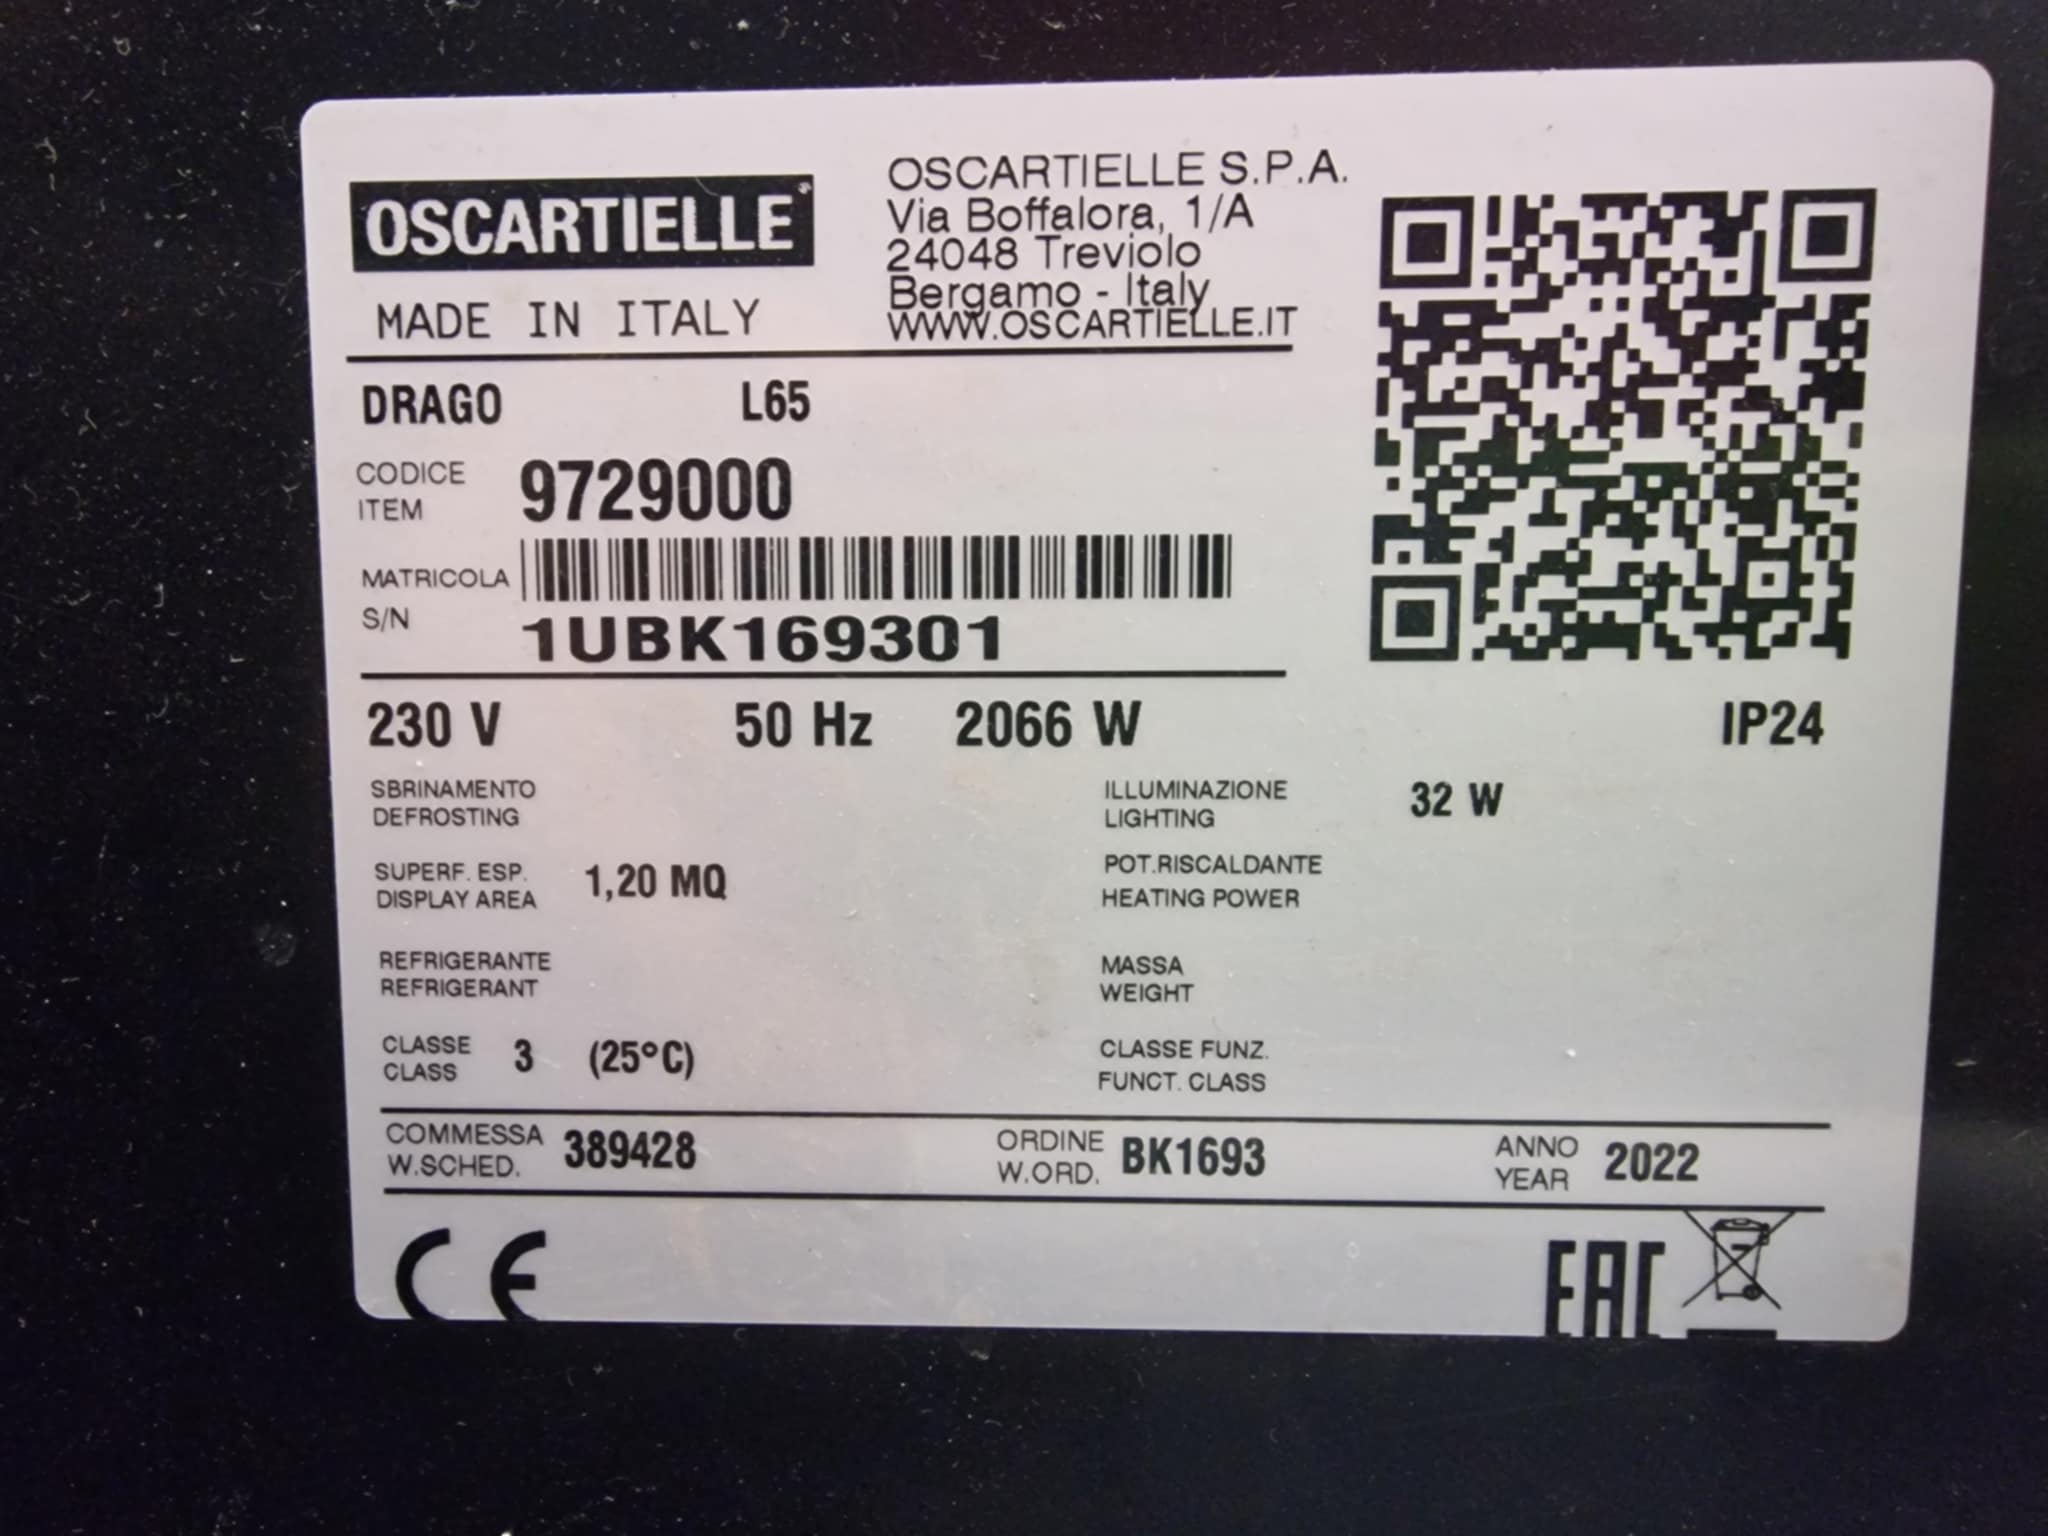 OSCARTIELLE
MADE IN ITALY
OSCARTIELLE S.P.A.
Via Boffalora, 1/A
24048 Treviolo
Bergamo - Italy
WWW.OSCARTIELLE.IT
DRAGO L65
CODICE
ITEM
9729000
MATRICOLA
S/N
1UBK169301
230 V 50 Hz 2066 W IP24
SBRINAMENTO
DEFROSTING
ILLUMINAZIONE
LIGHTING
32 W
SUPERF. ESP.
DISPLAY AREA
1,20 MQ
POT.RISCALDANTE
HEATING POWER
REFRIGERANTE
REFRIGERANT
MASSA
WEIGHT
CLASSE
CLASS
3 (25°C)
CLASSE FUNZ.
FUNCT. CLASS
COMMESSA
W.SCHED.
389428
ORDINE
W.ORD.
BK1693
ANNO
YEAR
2022
CE
EAC